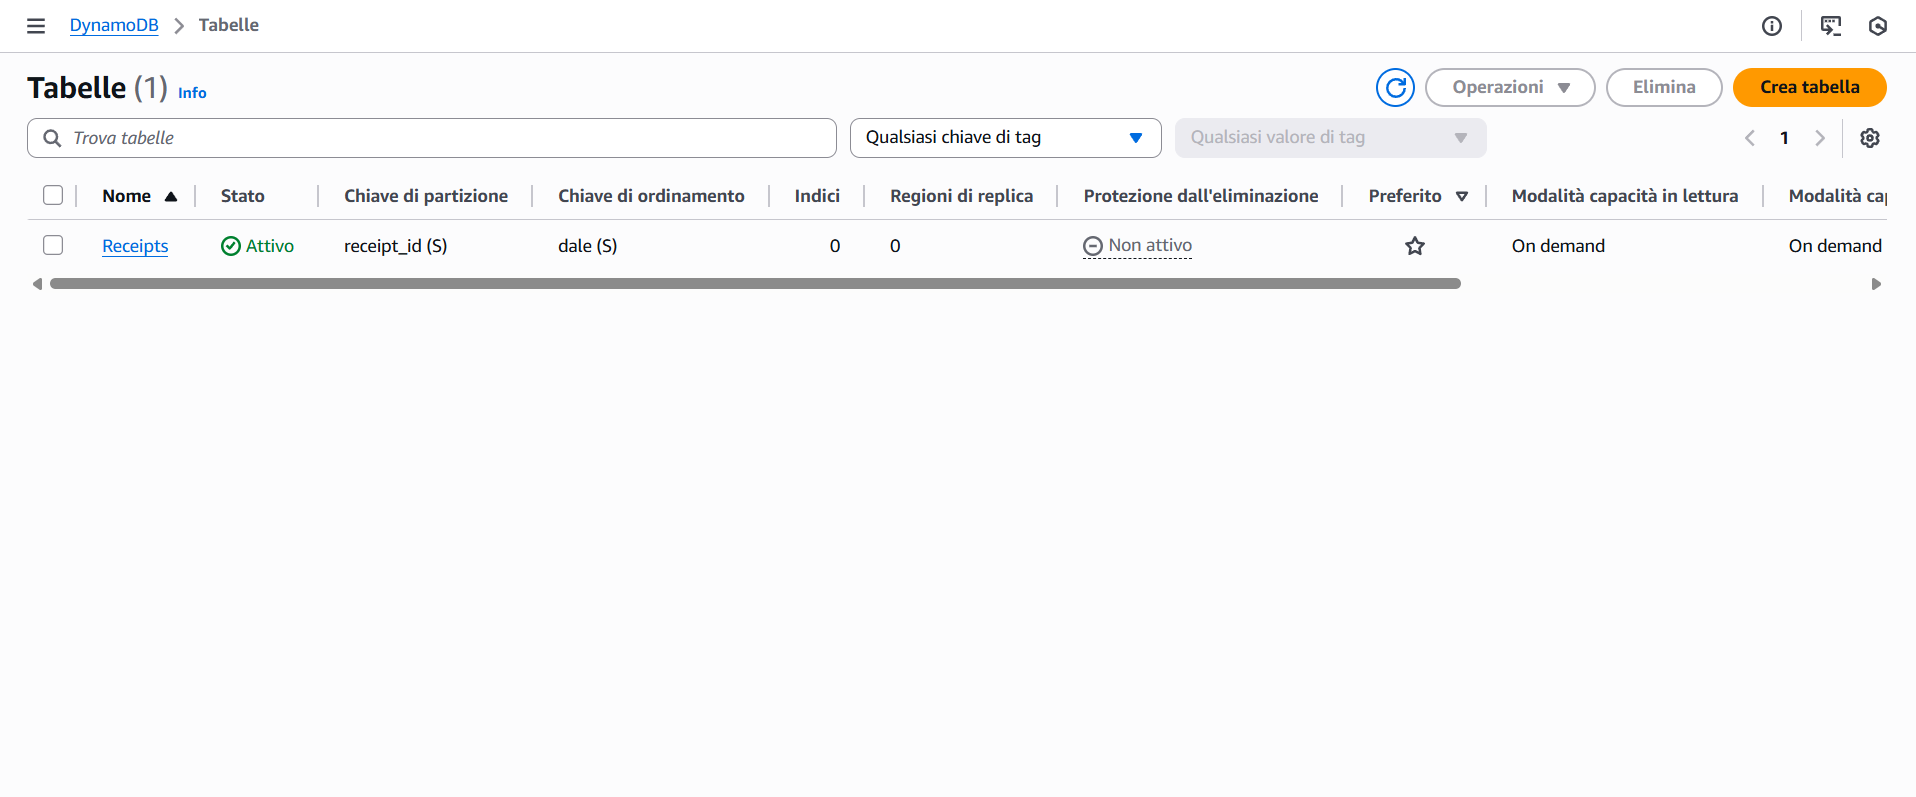 DynamoDB > Tabelle
Tabelle (1) Info
Operazioni
Elimina
Crea tabella
Trova tabelle
Qualsiasi chiave di tag
Qualsiasi valore di tag
1
Nome Stato Chiave di partizione Chiave di ordinamento Indici Regioni di replica Protezione dall'eliminazione Preferito Modalità capacità in lettura Modalità ca
Receipts Attivo receipt_id (S) dale (S) 0 0 Non attivo On demand On demand